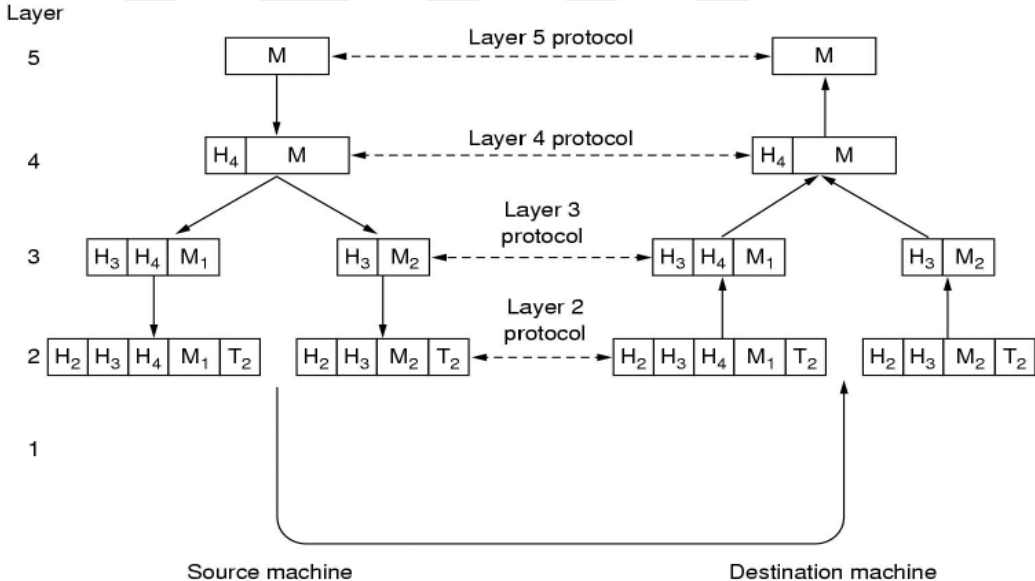 Layer
5 M Layer 5 protocol M
4 H₄ M Layer 4 protocol H₄ M
Layer 3
protocol
3 H₃ H₄ M₁ H₃ M₂ H₃ H₄ M₁ H₃ M₂
Layer 2
protocol
2 H₂ H₃ H₄ M₁ T₂ H₂ H₃ M₂ T₂ H₂ H₃ H₄ M₁ T₂ H₂ H₃ M₂ T₂
1
Source machine Destination machine